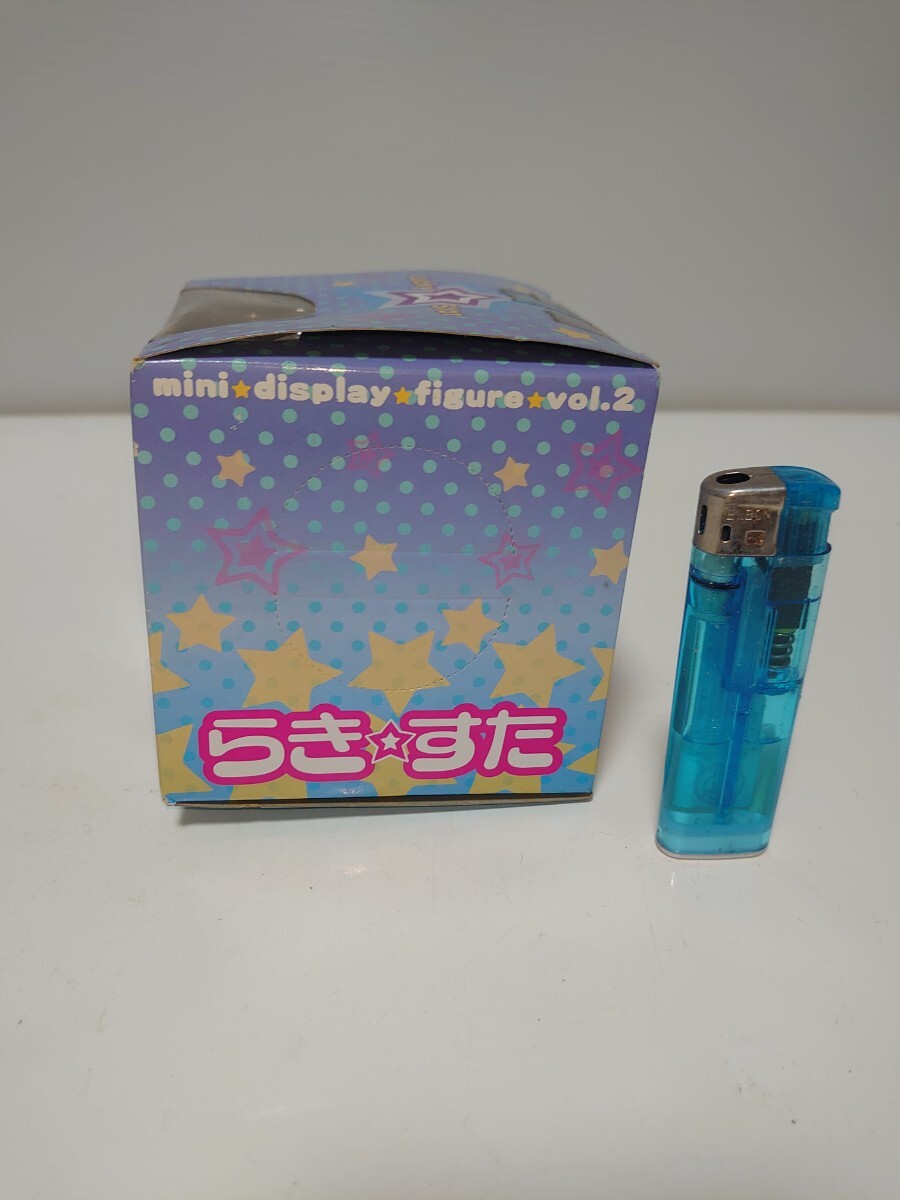 mini★display★figure★vol.2
らき☆すた